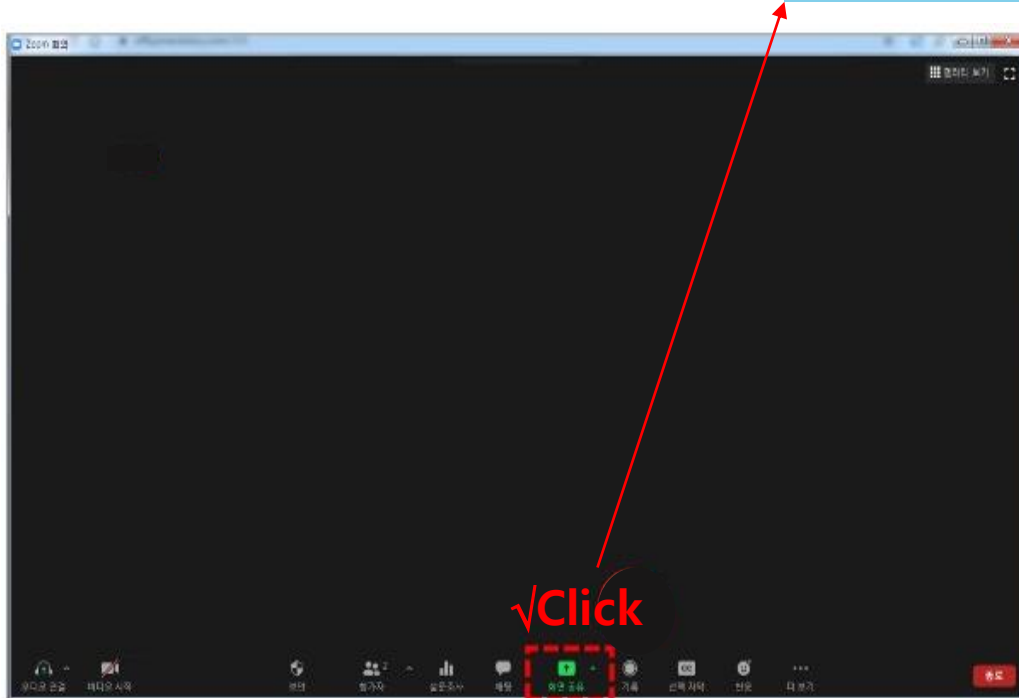 Zoom 회의
갤러리 보기
√Click
오디오 연결
비디오 시작
보안
2
참가자
설문조사
채팅
화면 공유
기록
CC
선택 자막
반응
더 보기
종료